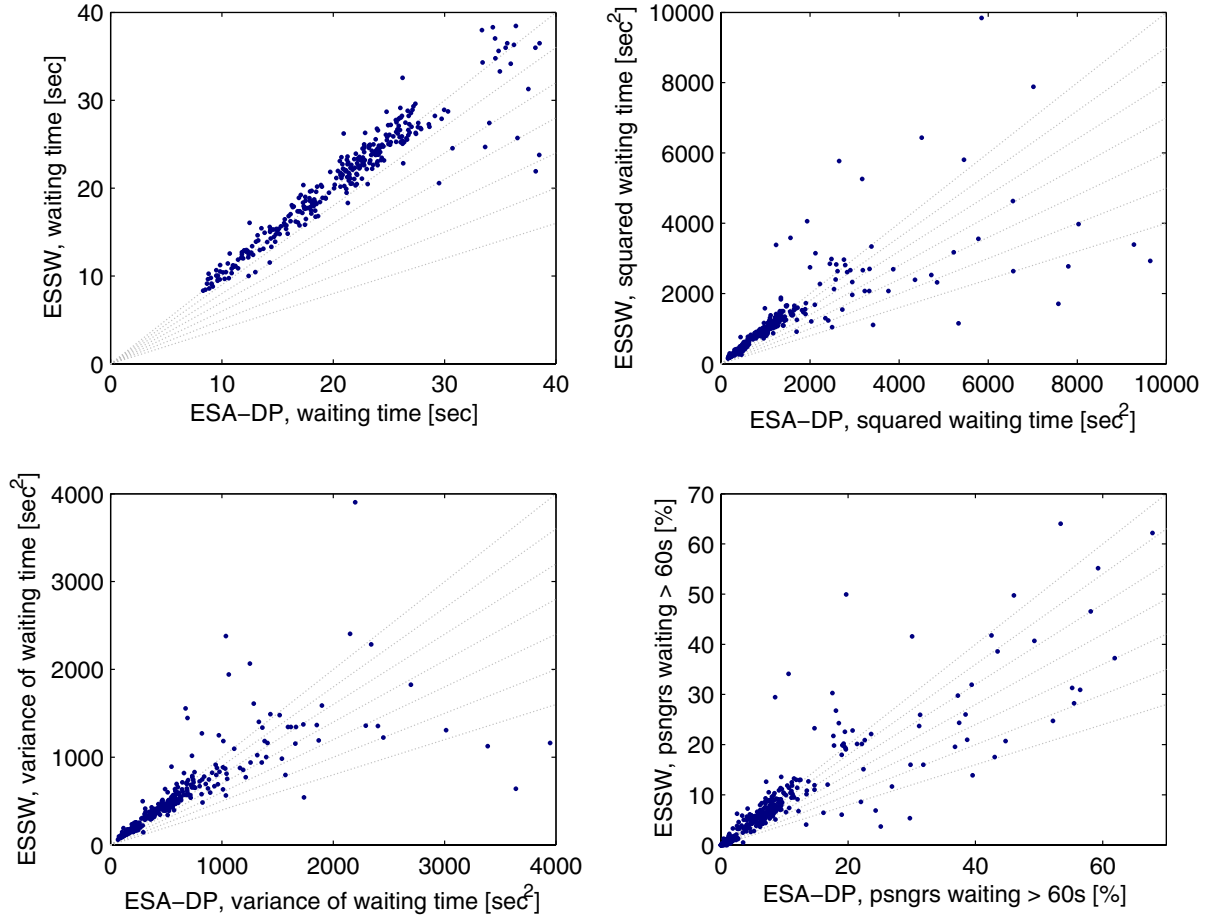 40
30
20
10
0
0 10 20 30 40
ESSW, waiting time [sec]
ESA−DP, waiting time [sec]
10000
8000
6000
4000
2000
0
0 2000 4000 6000 8000 10000
ESSW, squared waiting time [sec2]
ESA−DP, squared waiting time [sec2]
4000
3000
2000
1000
0
0 1000 2000 3000 4000
ESSW, variance of waiting time [sec2]
ESA−DP, variance of waiting time [sec2]
70
60
50
40
30
20
10
0
0 20 40 60
ESSW, psngrs waiting > 60s [%]
ESA−DP, psngrs waiting > 60s [%]